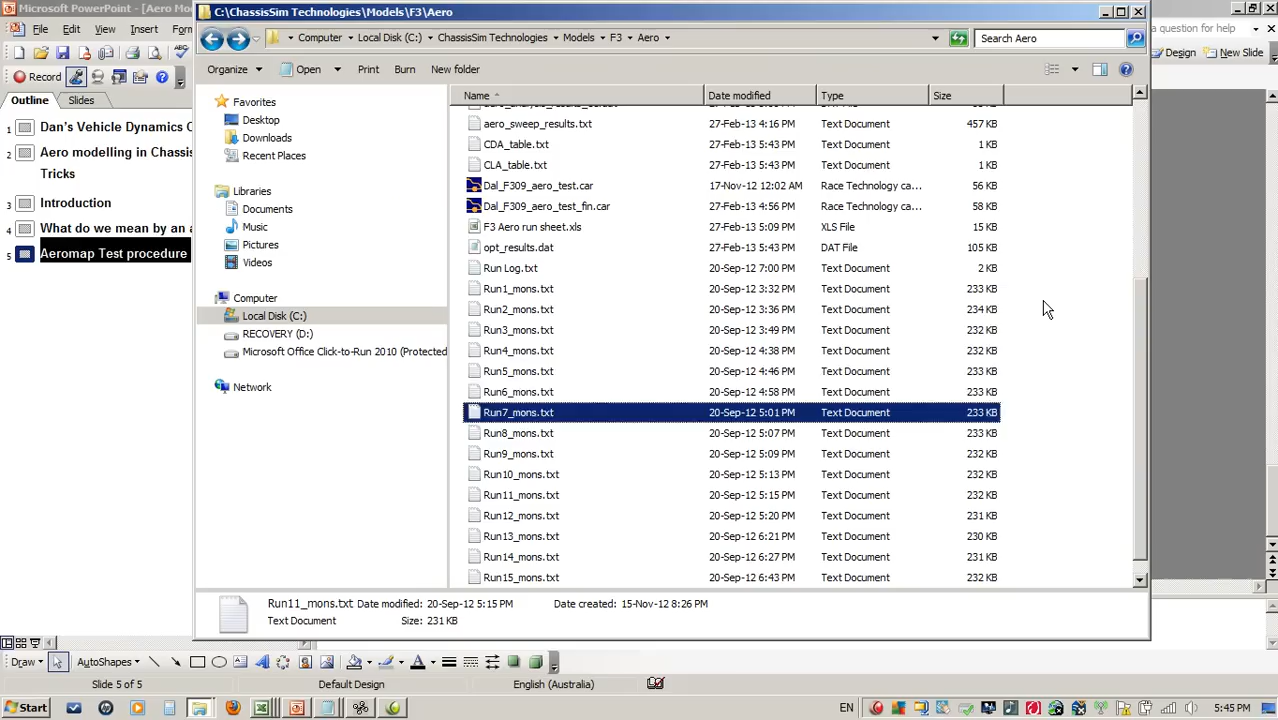 Microsoft PowerPoint - [Aero Mod
C:\ChassisSim Technologies\Models\F3\Aero
File Edit View Insert Form
a question for help
Computer Local Disk (C:) ChassisSim Technologies Models F3 Aero
Search Aero
Design New Slide
Record
Organize Open Print Burn New folder
Outline Slides
Name Date modified Type Size
1 Dan's Vehicle Dynamics C
2 Aero modelling in Chassis
Tricks
3 Introduction
4 What do we mean by an a
5 Aeromap Test procedure
Favorites
Desktop
Downloads
Recent Places
Libraries
Documents
Music
Pictures
Videos
Computer
Local Disk (C:)
RECOVERY (D:)
Microsoft Office Click-to-Run 2010 (Protected
Network
aero_sweep_results.txt 27-Feb-13 4:16 PM Text Document 457 KB
CDA_table.txt 27-Feb-13 5:43 PM Text Document 1 KB
CLA_table.txt 27-Feb-13 5:43 PM Text Document 1 KB
Dal_F309_aero_test.car 17-Nov-12 12:02 AM Race Technology ca... 56 KB
Dal_F309_aero_test_fin.car 27-Feb-13 4:56 PM Race Technology ca... 58 KB
F3 Aero run sheet.xls 27-Feb-13 5:09 PM XLS File 15 KB
opt_results.dat 27-Feb-13 5:43 PM DAT File 105 KB
Run Log.txt 20-Sep-12 7:00 PM Text Document 2 KB
Run1_mons.txt 20-Sep-12 3:32 PM Text Document 233 KB
Run2_mons.txt 20-Sep-12 3:36 PM Text Document 234 KB
Run3_mons.txt 20-Sep-12 3:49 PM Text Document 232 KB
Run4_mons.txt 20-Sep-12 4:38 PM Text Document 232 KB
Run5_mons.txt 20-Sep-12 4:46 PM Text Document 233 KB
Run6_mons.txt 20-Sep-12 4:58 PM Text Document 233 KB
Run7_mons.txt 20-Sep-12 5:01 PM Text Document 233 KB
Run8_mons.txt 20-Sep-12 5:07 PM Text Document 233 KB
Run9_mons.txt 20-Sep-12 5:09 PM Text Document 232 KB
Run10_mons.txt 20-Sep-12 5:13 PM Text Document 232 KB
Run11_mons.txt 20-Sep-12 5:15 PM Text Document 232 KB
Run12_mons.txt 20-Sep-12 5:20 PM Text Document 231 KB
Run13_mons.txt 20-Sep-12 6:21 PM Text Document 230 KB
Run14_mons.txt 20-Sep-12 6:27 PM Text Document 231 KB
Run15_mons.txt 20-Sep-12 6:43 PM Text Document 232 KB
Run11_mons.txt Date modified: 20-Sep-12 5:15 PM Date created: 15-Nov-12 8:26 PM
Text Document Size: 231 KB
Draw AutoShapes
Slide 5 of 5 Default Design English (Australia)
Start EN 5:45 PM